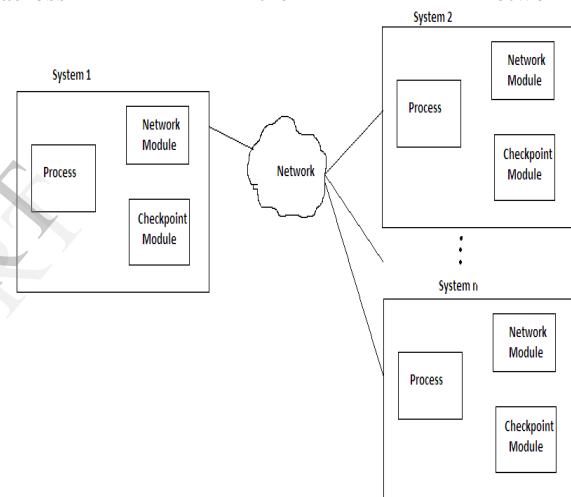 System 1
Network
Module
Process
Checkpoint
Module
Network
System 2
Network
Module
Process
Checkpoint
Module
System n
Network
Module
Process
Checkpoint
Module